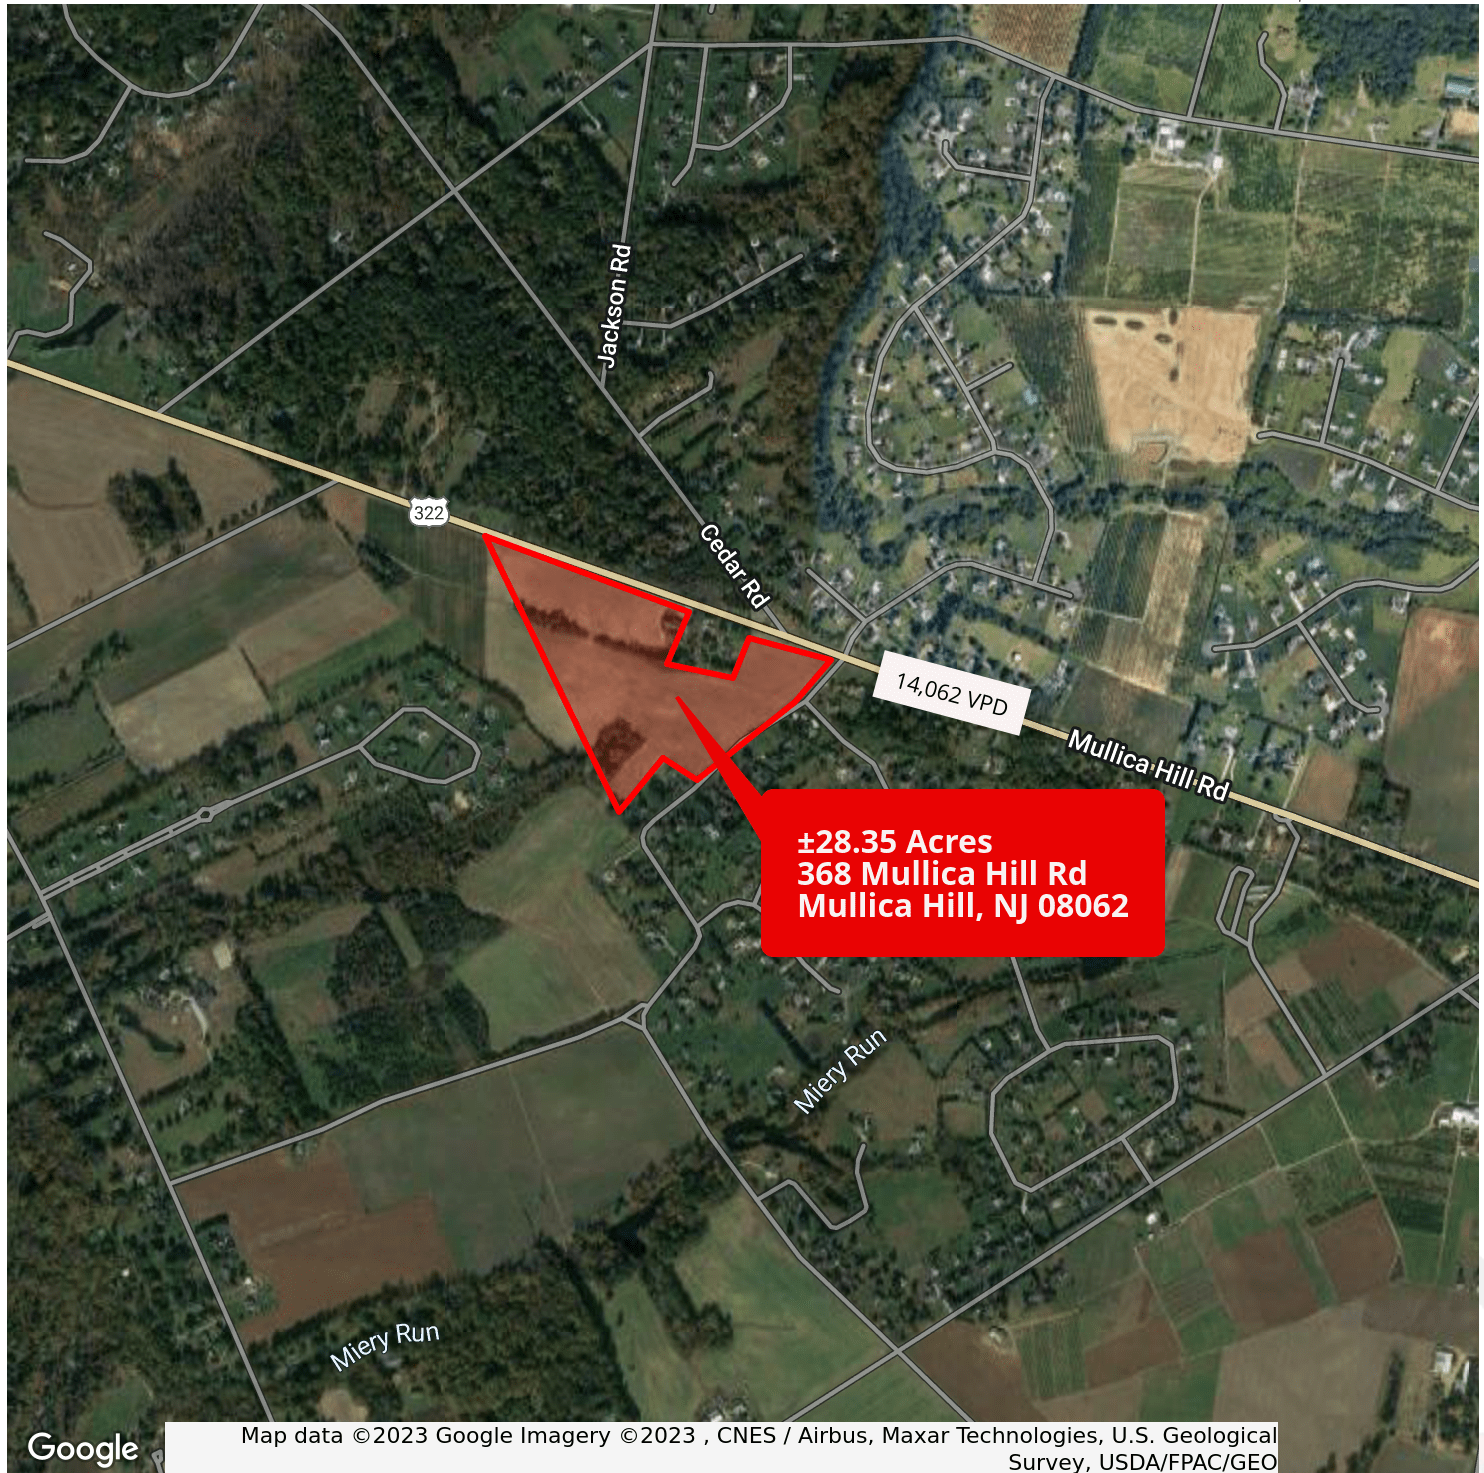 Jackson Rd
322
Cedar Rd
14,062 VPD
Mullica Hill Rd
±28.35 Acres
368 Mullica Hill Rd
Mullica Hill, NJ 08062
Miery Run
Miery Run
Google
Map data ©2023 Google Imagery ©2023 , CNES / Airbus, Maxar Technologies, U.S. Geological
Survey, USDA/FPAC/GEO